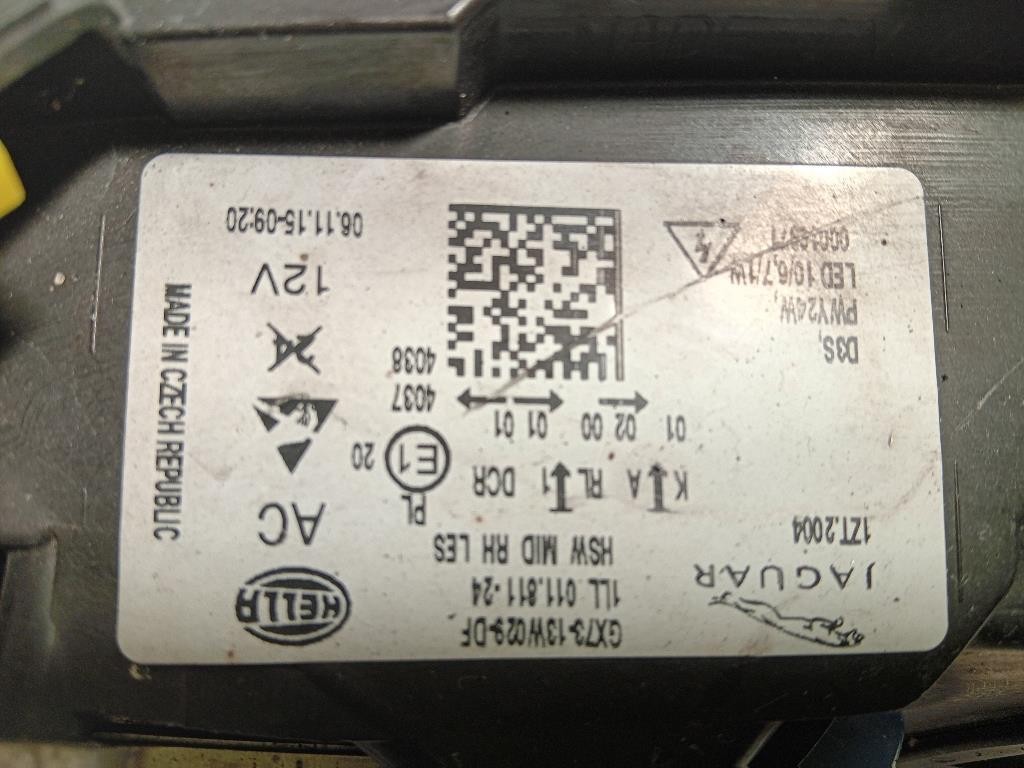 JAGUAR
GX73-13W029-DF
1LL 011.811-24
HSW MID RH LES
HELLA
1ZT.2004
PL
AC
K A RL 1 DCR
E1
20
01 02 00 01 01
4037
4038
D3S,
PWY24W,
LED 10/6,7/1W
12V
06.11.15-09:20
MADE IN CZECH REPUBLIC